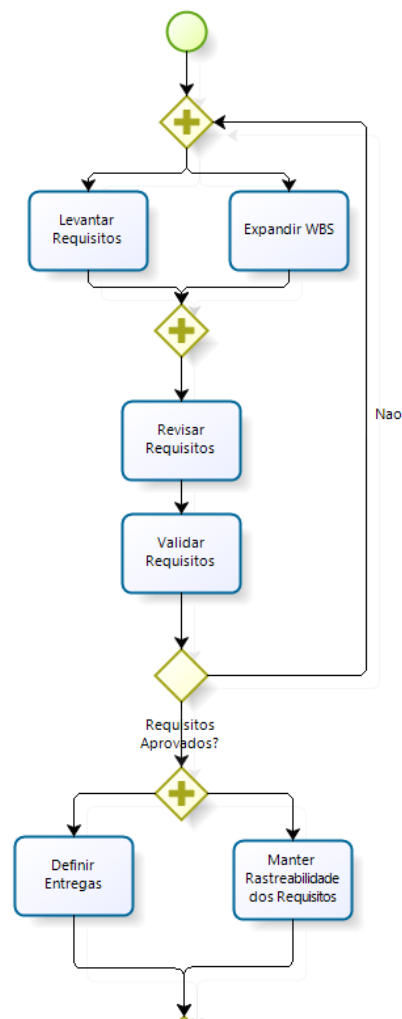 Levantar
Requisitos
Expandir WBS
Revisar
Requisitos
Nao
Validar
Requisitos
Requisitos
Aprovados?
Definir
Entregas
Manter
Rastreabilidade
dos Requisitos